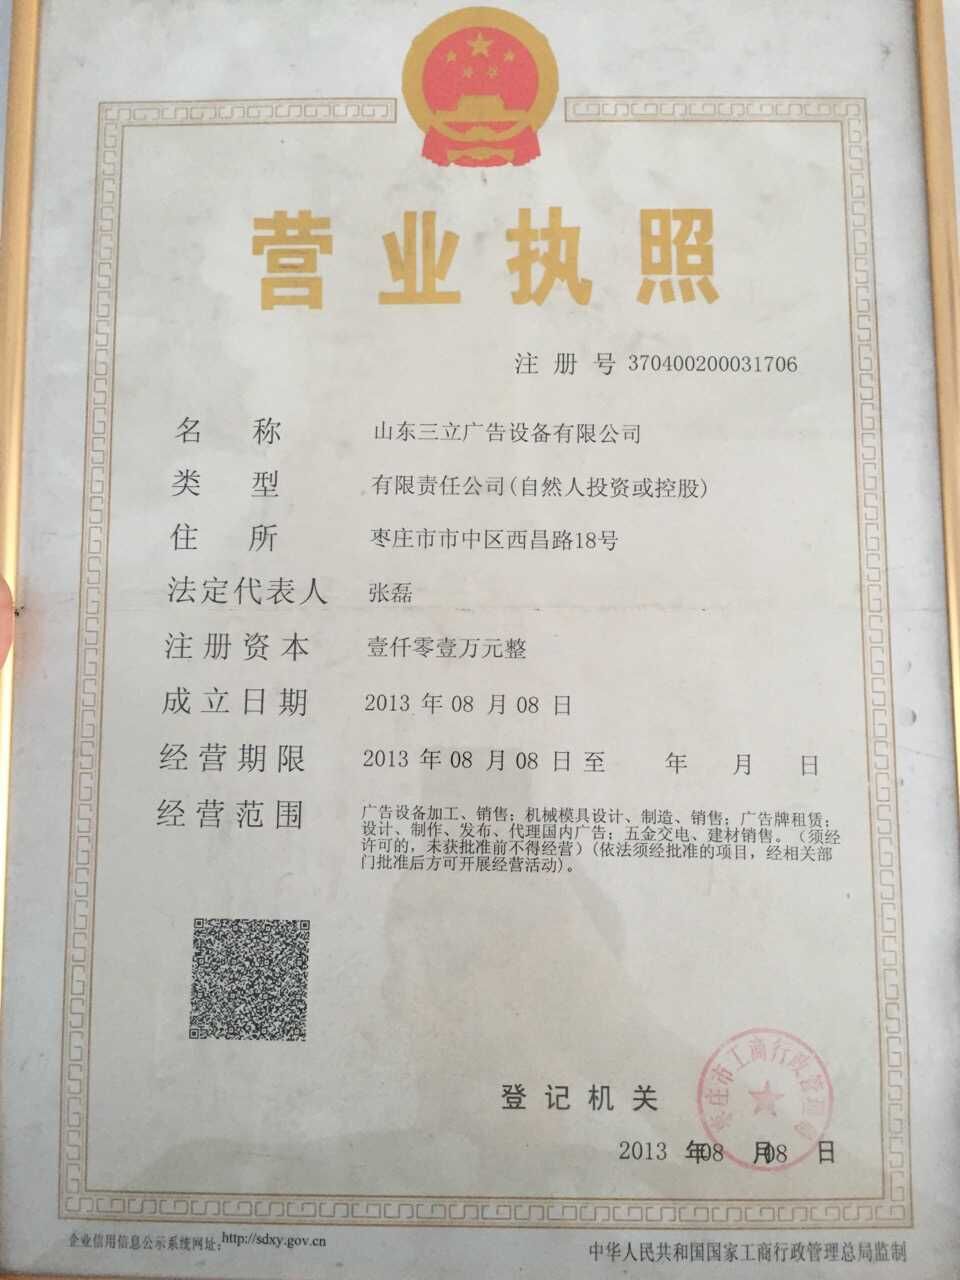 营业执照
注册号 370400200031706
名称 山东三立广告设备有限公司
类型 有限责任公司(自然人投资或控股)
住所 枣庄市市中区西昌路18号
法定代表人 张磊
注册资本 壹仟零壹万元整
成立日期 2013 年 08 月 08 日
经营期限 2013 年 08 月 08 日 至 年 月 日
经营范围 广告设备加工、销售；机械模具设计、制造、销售；广告牌租赁；
设计、制作、发布、代理国内广告；五金交电、建材销售。（须经
许可的，未获批准前不得经营）(依法须经批准的项目，经相关部
门批准后方可开展经营活动)。
枣庄市工商行政管理局
登记机关
2013 年 08 月 08 日
企业信用信息公示系统网址：http://sdxy.gov.cn
中华人民共和国国家工商行政管理总局监制